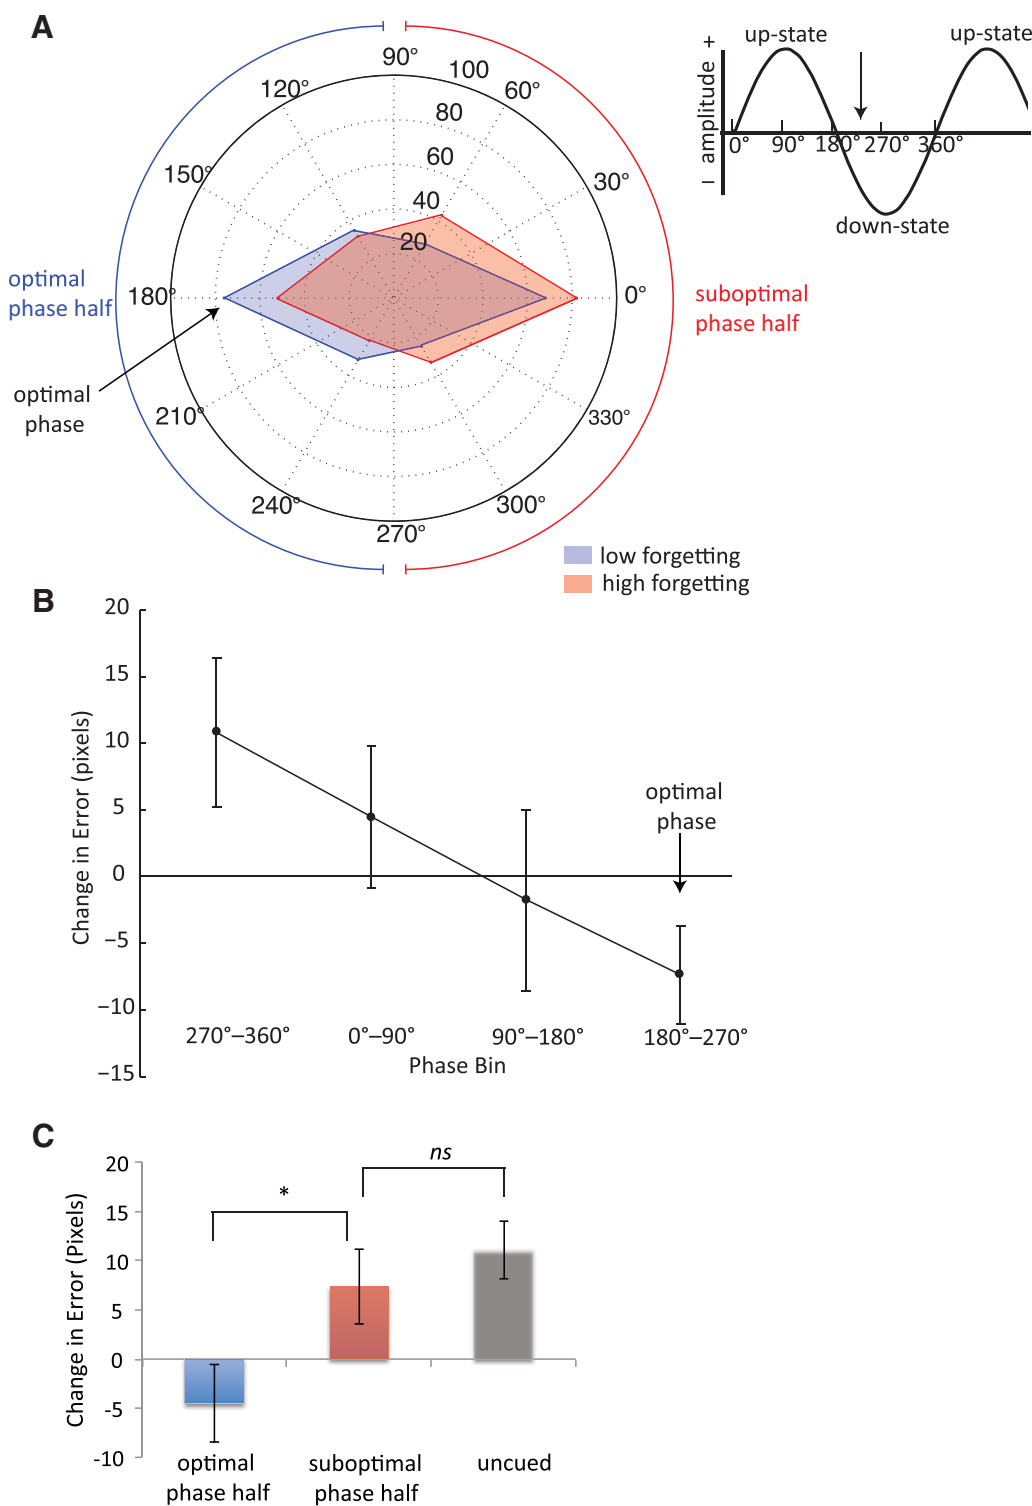 A
90°
100
120°
60°
80
150°
60
30°
40
20
optimal
phase half
180°
0°
suboptimal
phase half
optimal
phase
210°
330°
240°
300°
270°
low forgetting
high forgetting
up-state
up-state
– amplitude +
0°
90°
180°
270°
360°
down-state
B
20
15
10
5
0
–5
–10
–15
Change in Error (pixels)
optimal
phase
270°–360°
0°–90°
90°–180°
180°–270°
Phase Bin
C
20
15
10
5
0
-5
-10
Change in Error (Pixels)
*
ns
optimal
phase half
suboptimal
phase half
uncued